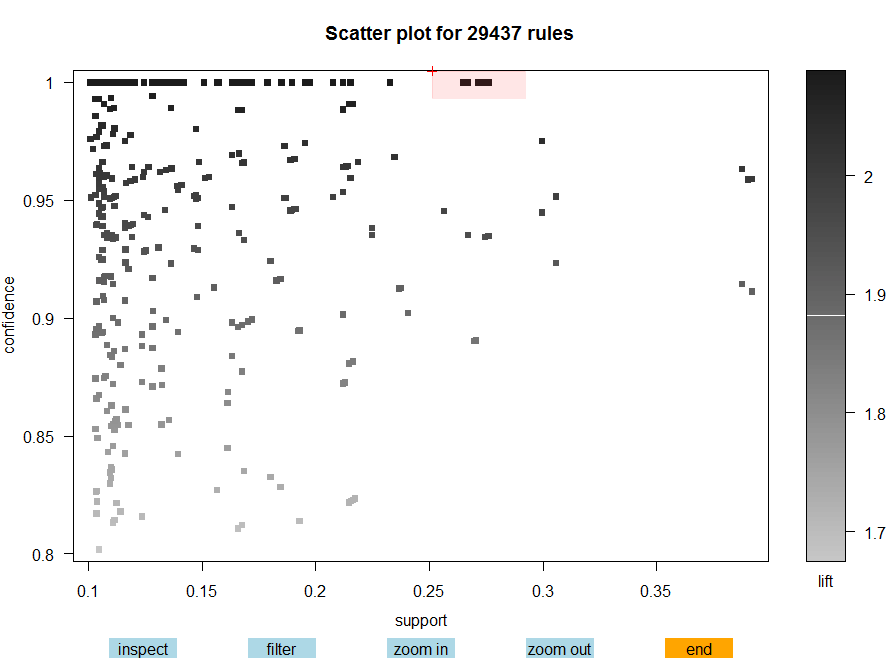 Scatter plot for 29437 rules
1
0.95
0.9
0.85
0.8
confidence
0.1 0.15 0.2 0.25 0.3 0.35
support
2
1.9
1.8
1.7
lift
inspect filter zoom in zoom out end